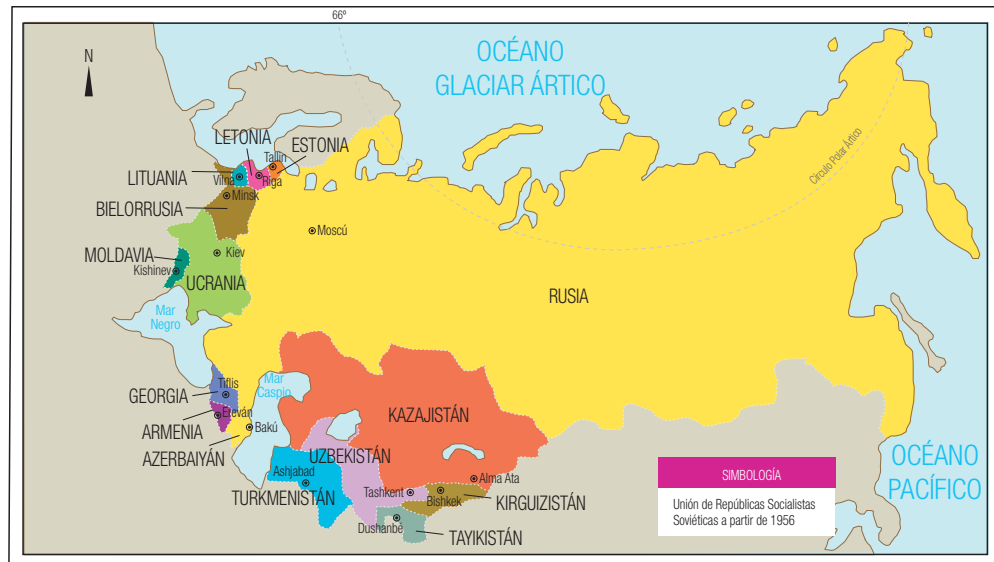 66º
N
OCÉANO
GLACIAR ÁRTICO
Círculo Polar Ártico
LETONIA
ESTONIA
Tallin
LITUANIA
Vilna
Riga
Minsk
BIELORRUSIA
Moscú
MOLDAVIA
Kiev
Kishinev
UCRANIA
RUSIA
Mar
Negro
Mar
Caspio
Tiflis
GEORGIA
KAZAJISTÁN
Ereván
ARMENIA
Bakú
AZERBAIYÁN
UZBEKISTÁN
OCÉANO
PACÍFICO
Ashjabad
SIMBOLOGÍA
Alma Ata
TURKMENISTÁN
Tashkent
Bishkek
KIRGUIZISTÁN
Unión de Repúblicas Socialistas
Soviéticas a partir de 1956
Dushanbé
TAYIKISTÁN